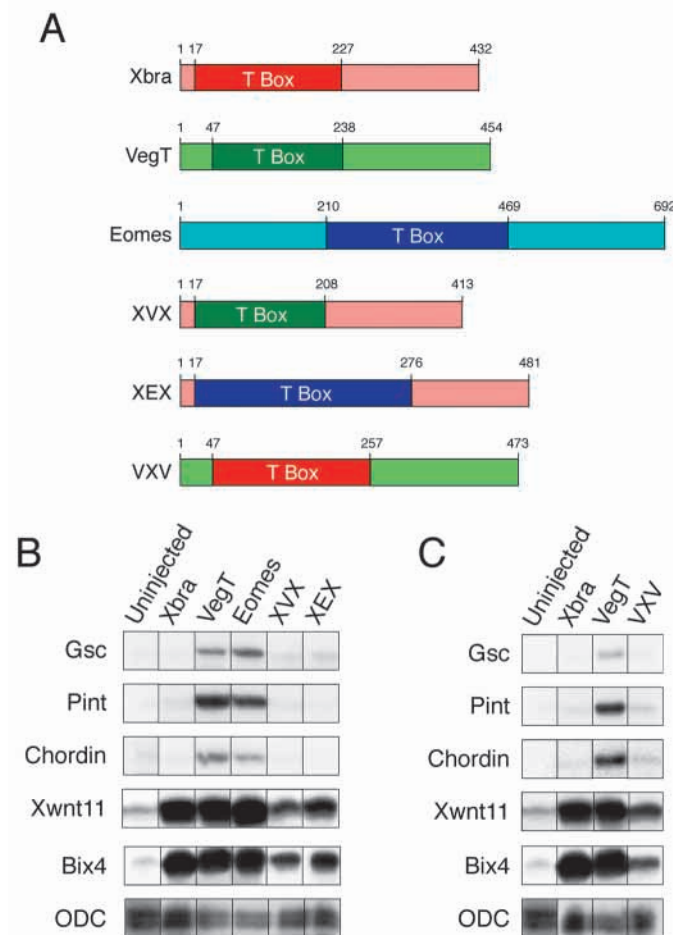 A
1 17 227 432
Xbra T Box
1 47 238 454
VegT T Box
1 210 469 692
Eomes T Box
1 17 208 413
XVX T Box
1 17 276 481
XEX T Box
1 47 257 473
VXV T Box
B
Uninjected Xbra VegT Eomes XVX XEX
Gsc
Pint
Chordin
Xwnt11
Bix4
ODC
C
Uninjected Xbra VegT VXV
Gsc
Pint
Chordin
Xwnt11
Bix4
ODC